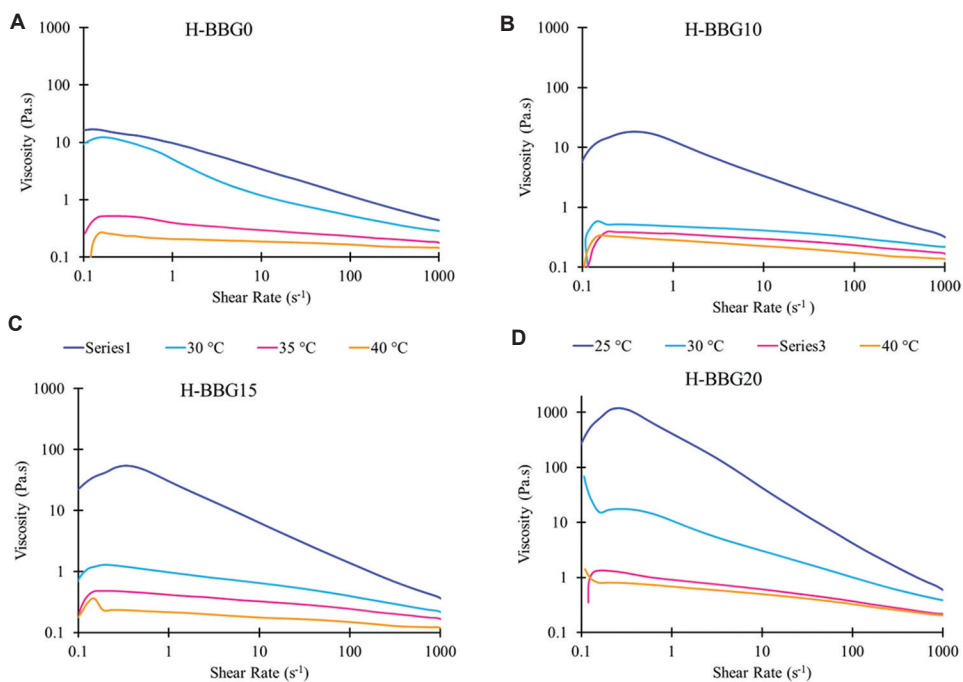 A
H-BBG0
1000
100
10
1
0.1
Viscosity (Pa.s)
0.1 1 10 100 1000
Shear Rate (s⁻¹)
B
H-BBG10
1000
100
10
1
0.1
Viscosity (Pa.s)
0.1 1 10 100 1000
Shear Rate (s⁻¹ )
C
Series1 30 °C 35 °C 40 °C
H-BBG15
1000
100
10
1
0.1
Viscosity (Pa.s)
0.1 1 10 100 1000
Shear Rate (s⁻¹)
D
25 °C 30 °C Series3 40 °C
H-BBG20
1000
100
10
1
0.1
Viscosity (Pa.s)
0.1 1 10 100 1000
Shear Rate (s⁻¹)